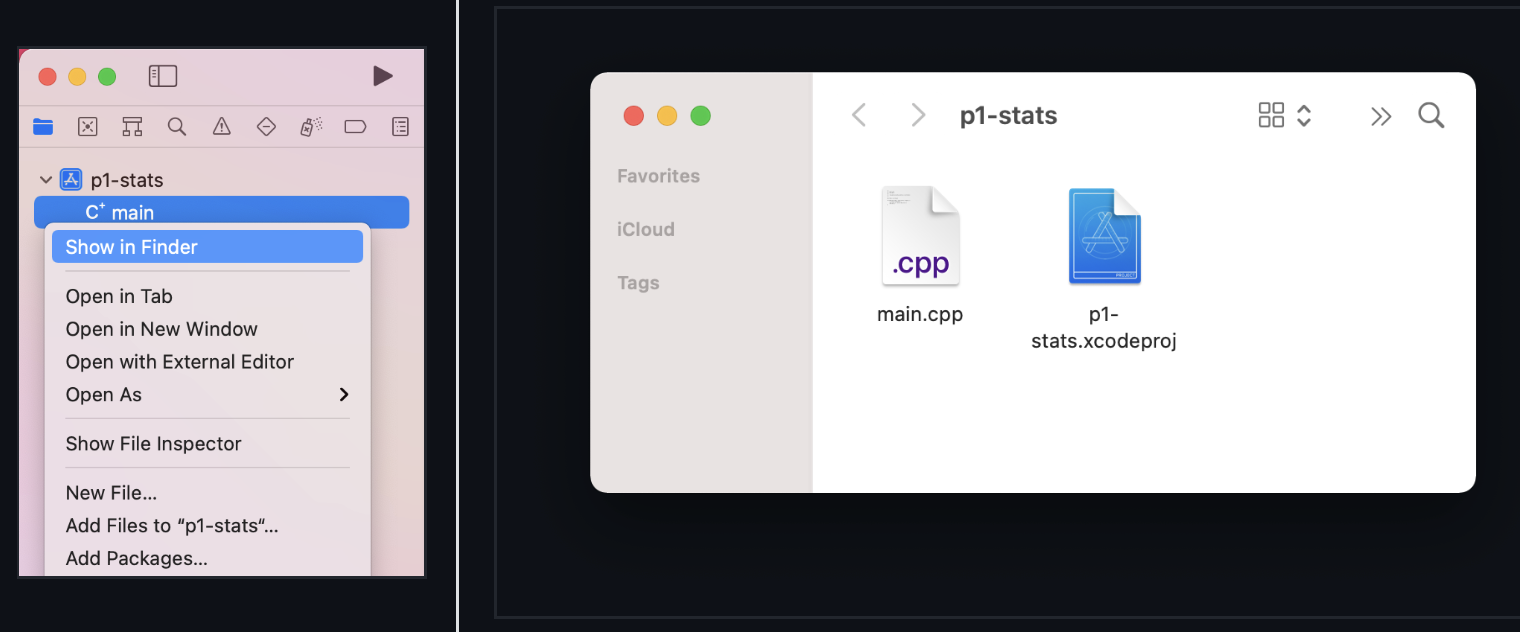 p1-stats
C+ main
Show in Finder
Open in Tab
Open in New Window
Open with External Editor
Open As
Show File Inspector
New File...
Add Files to “p1-stats“...
Add Packages...
p1-stats
Favorites
iCloud
Tags
.cpp
main.cpp
PROJECT
p1-
stats.xcodeproj